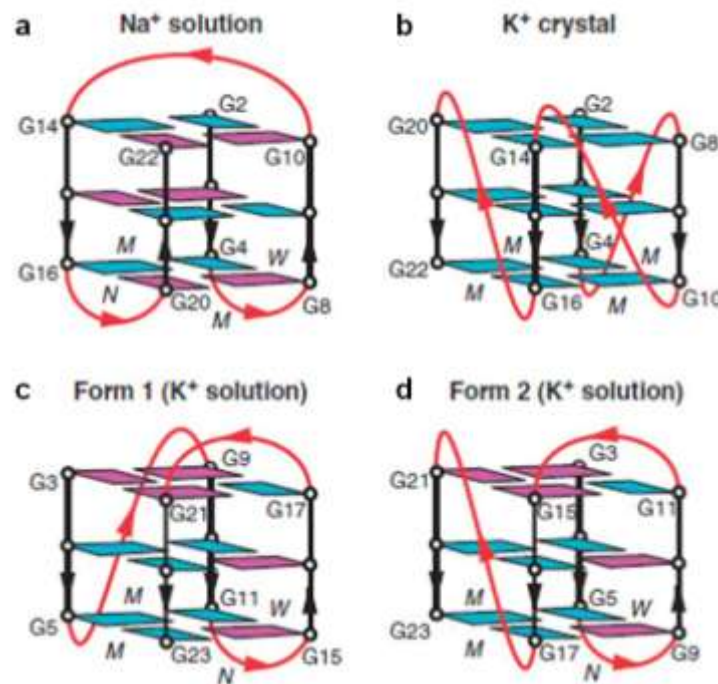 a Na⁺ solution
G14
G2
G22
G10
M
G4
W
G16
N
G20
M
G8
b K⁺ crystal
G20
G2
G14
G8
M
G4
M
G22
M
G16
M
G10
c Form 1 (K⁺ solution)
G9
G3
G21
G17
M
G11
W
G5
M
G23
N
G15
d Form 2 (K⁺ solution)
G3
G21
G15
G11
M
G5
W
G23
M
G17
N
G9